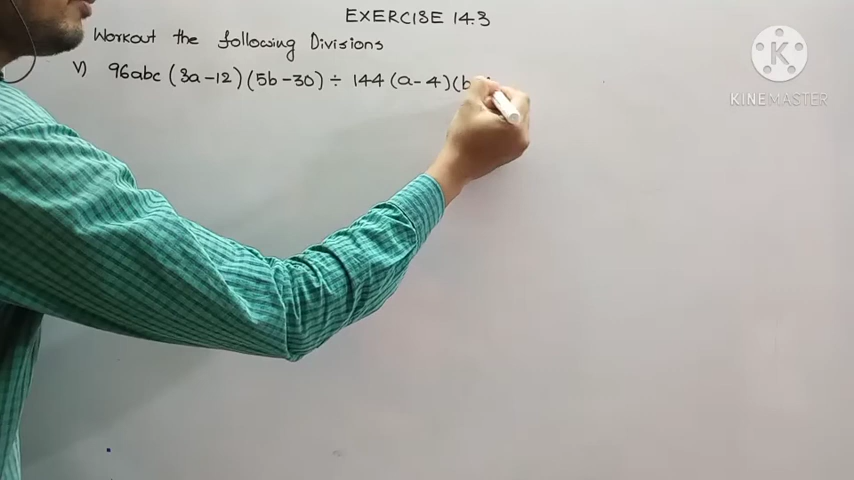 EXERCISE 14.3
Workout the following Divisions
V) 96abc (3a-12) (5b-30) ÷ 144 (a-4) (b
KINEMASTER